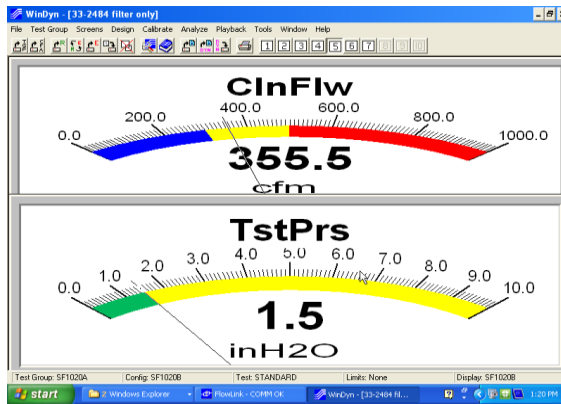 WinDyn - [33-2484 filter only]
File Test Group Screens Design Calibrate Analyze Playback Tools Window Help
1 2 3 4 5 6 7 8 9 10
ClnFlw
0.0 200.0 400.0 600.0 800.0 1000.0
355.5
cfm
TstPrs
0.0 1.0 2.0 3.0 4.0 5.0 6.0 7.0 8.0 9.0 10.0
1.5
inH2O
Test Group: SF1020A Config: SF1020B Test: STANDARD Limits: None Display: SF1020B
start 2 Windows Explorer FlowLink - COMM OK WinDyn - [33-2484 fil... 1:20 PM